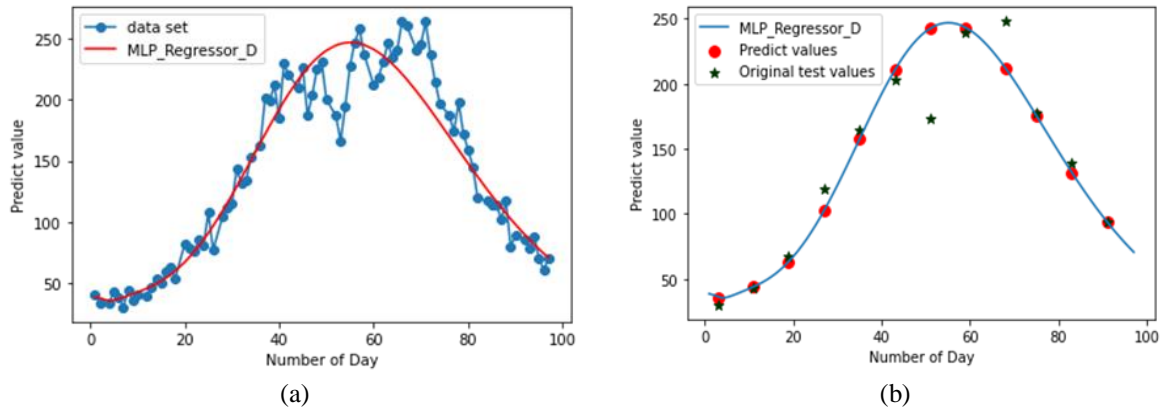 data set
MLP_Regressor_D
250
200
150
100
50
Predict value
0 20 40 60 80 100
Number of Day
(a)
MLP_Regressor_D
Predict values
Original test values
250
200
150
100
50
Predict value
0 20 40 60 80 100
Number of Day
(b)